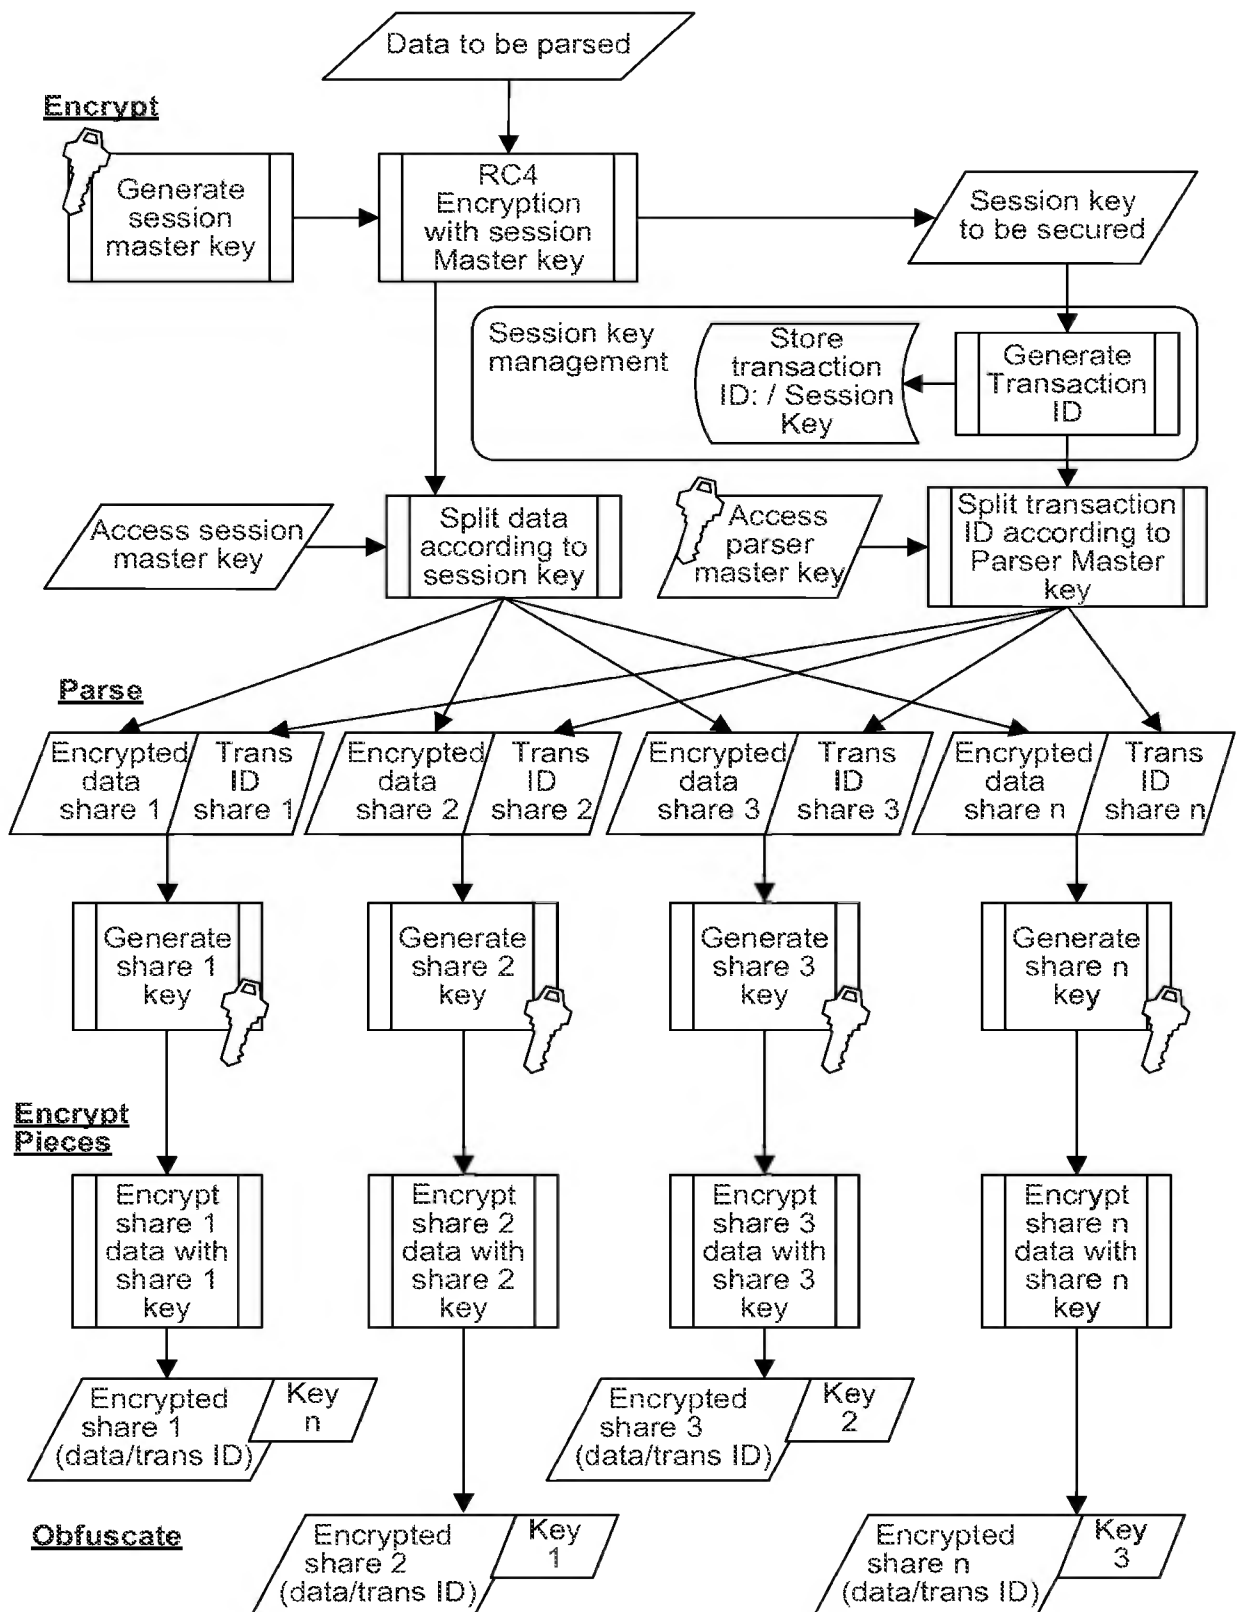 Data to be parsed
Encrypt
Generate
session
master key
RC4
Encryption
with session
Master key
Session key
to be secured
Session key
management
Store
transaction
ID: / Session
Key
Generate
Transaction
ID
Access session
master key
Split data
according to
session key
Access
parser
master key
Split transaction
ID according to
Parser Master
key
Parse
Encrypted
data
share 1
Trans
ID
share 1
Encrypted
data
share 2
Trans
ID
share 2
Encrypted
data
share 3
Trans
ID
share 3
Encrypted
data
share n
Trans
ID
share n
Generate
share 1
key
Generate
share 2
key
Generate
share 3
key
Generate
share n
key
Encrypt
Pieces
Encrypt
share 1
data with
share 1
key
Encrypt
share 2
data with
share 2
key
Encrypt
share 3
data with
share 3
key
Encrypt
share n
data with
share n
key
Encrypted
share 1
(data/trans ID)
Key
n
Encrypted
share 3
(data/trans ID)
Key
2
Obfuscate
Encrypted
share 2
(data/trans ID)
Key
1
Encrypted
share n
(data/trans ID)
Key
3